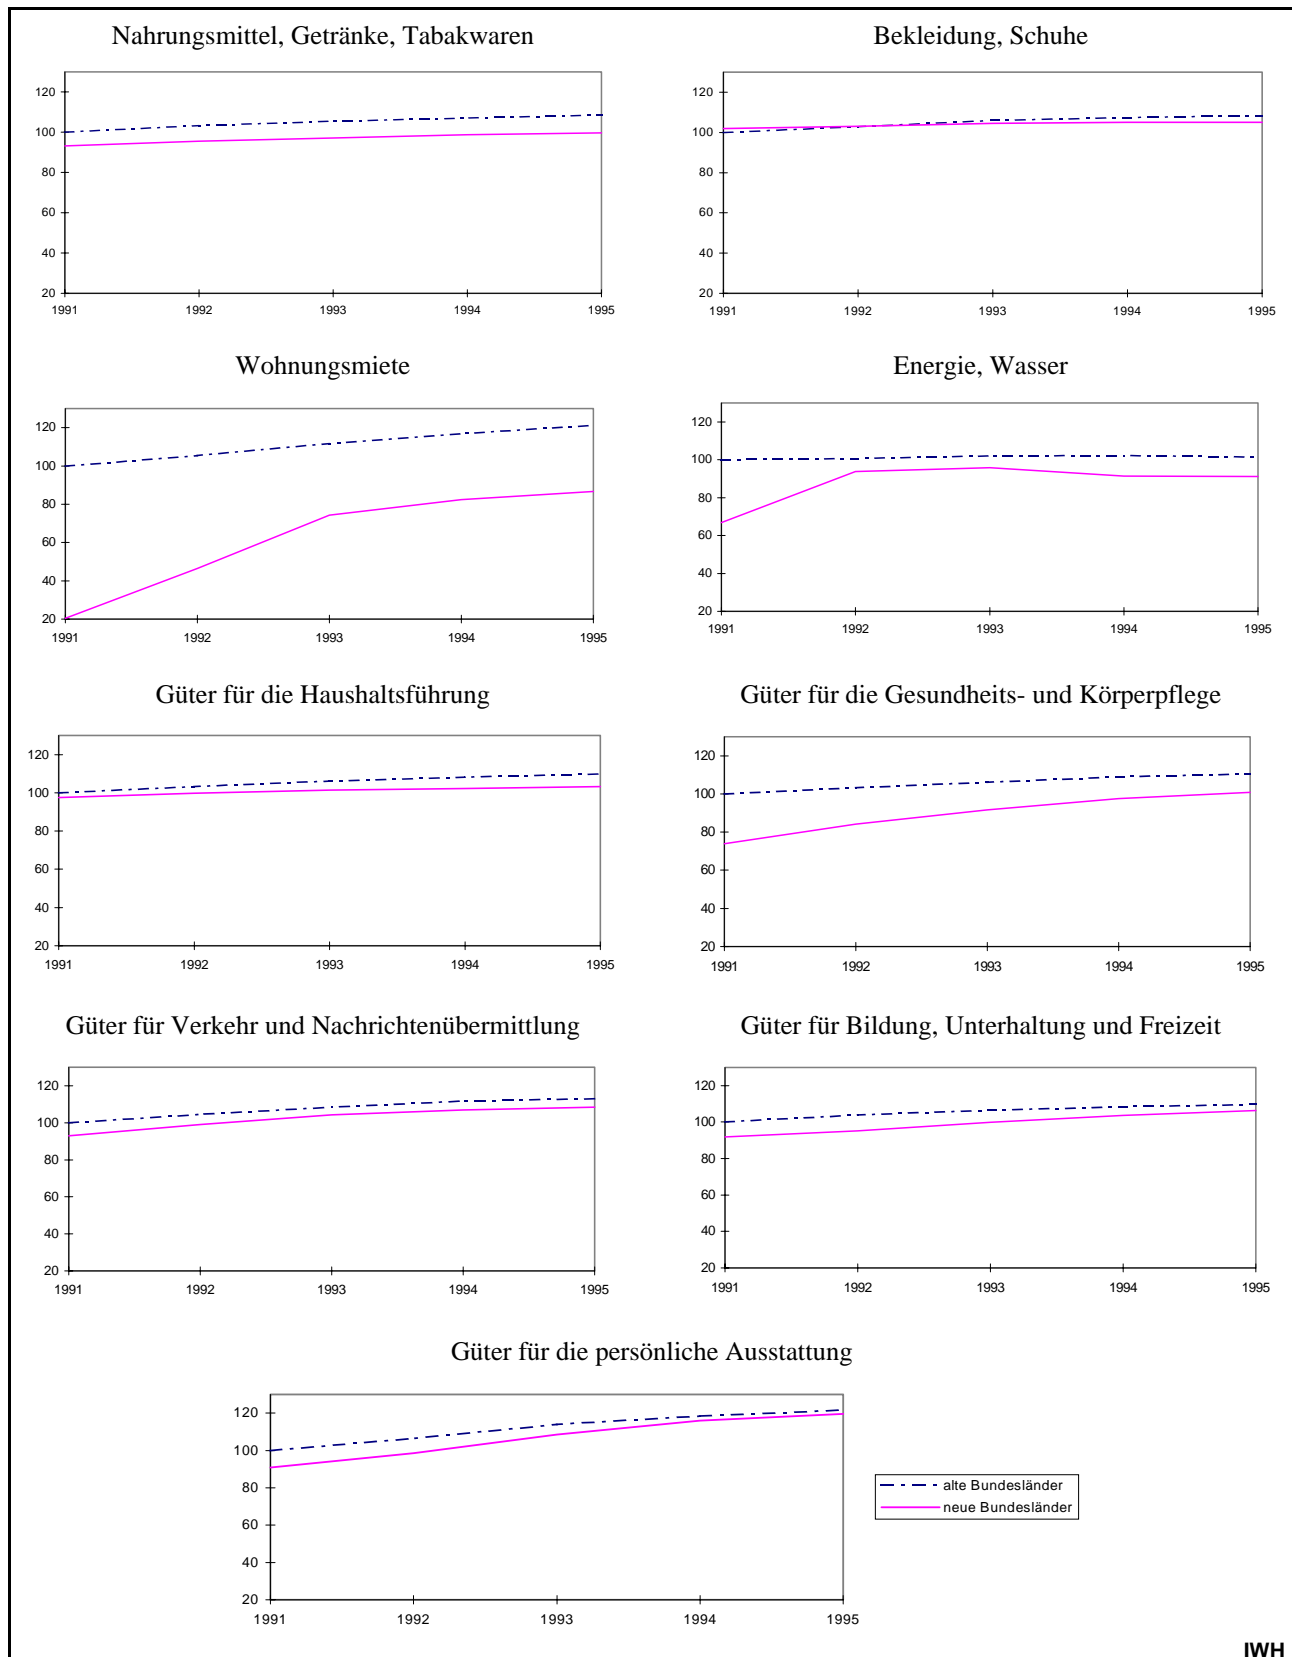 Nahrungsmittel, Getränke, Tabakwaren
120
100
80
60
40
20
1991 1992 1993 1994 1995
Bekleidung, Schuhe
120
100
80
60
40
20
1991 1992 1993 1994 1995
Wohnungsmiete
120
100
80
60
40
20
1991 1992 1993 1994 1995
Energie, Wasser
120
100
80
60
40
20
1991 1992 1993 1994 1995
Güter für die Haushaltsführung
120
100
80
60
40
20
1991 1992 1993 1994 1995
Güter für die Gesundheits- und Körperpflege
120
100
80
60
40
20
1991 1992 1993 1994 1995
Güter für Verkehr und Nachrichtenübermittlung
120
100
80
60
40
20
1991 1992 1993 1994 1995
Güter für Bildung, Unterhaltung und Freizeit
120
100
80
60
40
20
1991 1992 1993 1994 1995
Güter für die persönliche Ausstattung
120
100
80
60
40
20
1991 1992 1993 1994 1995
alte Bundesländer
neue Bundesländer
IWH